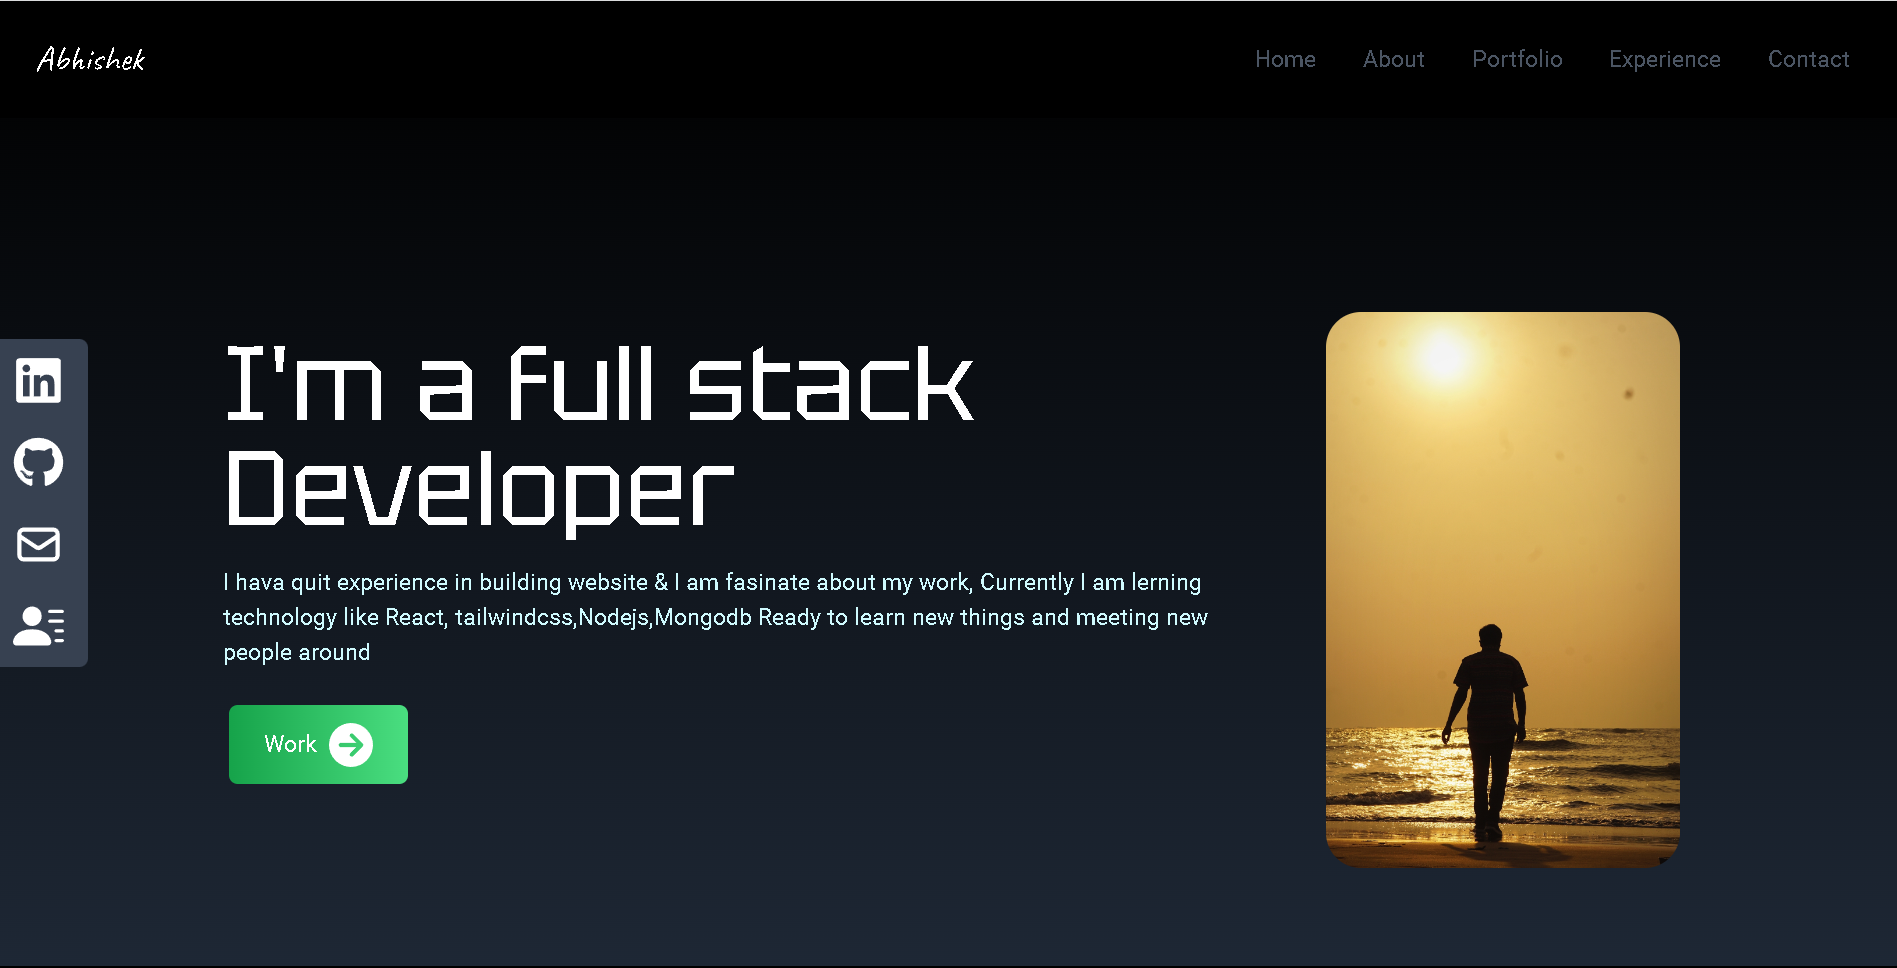 Abhishek
Home About Portfolio Experience Contact
in
I'm a full stack
Developer
I hava quit experience in building website & I am fasinate about my work, Currently I am lerning
technology like React, tailwindcss,Nodejs,Mongodb Ready to learn new things and meeting new
people around
Work